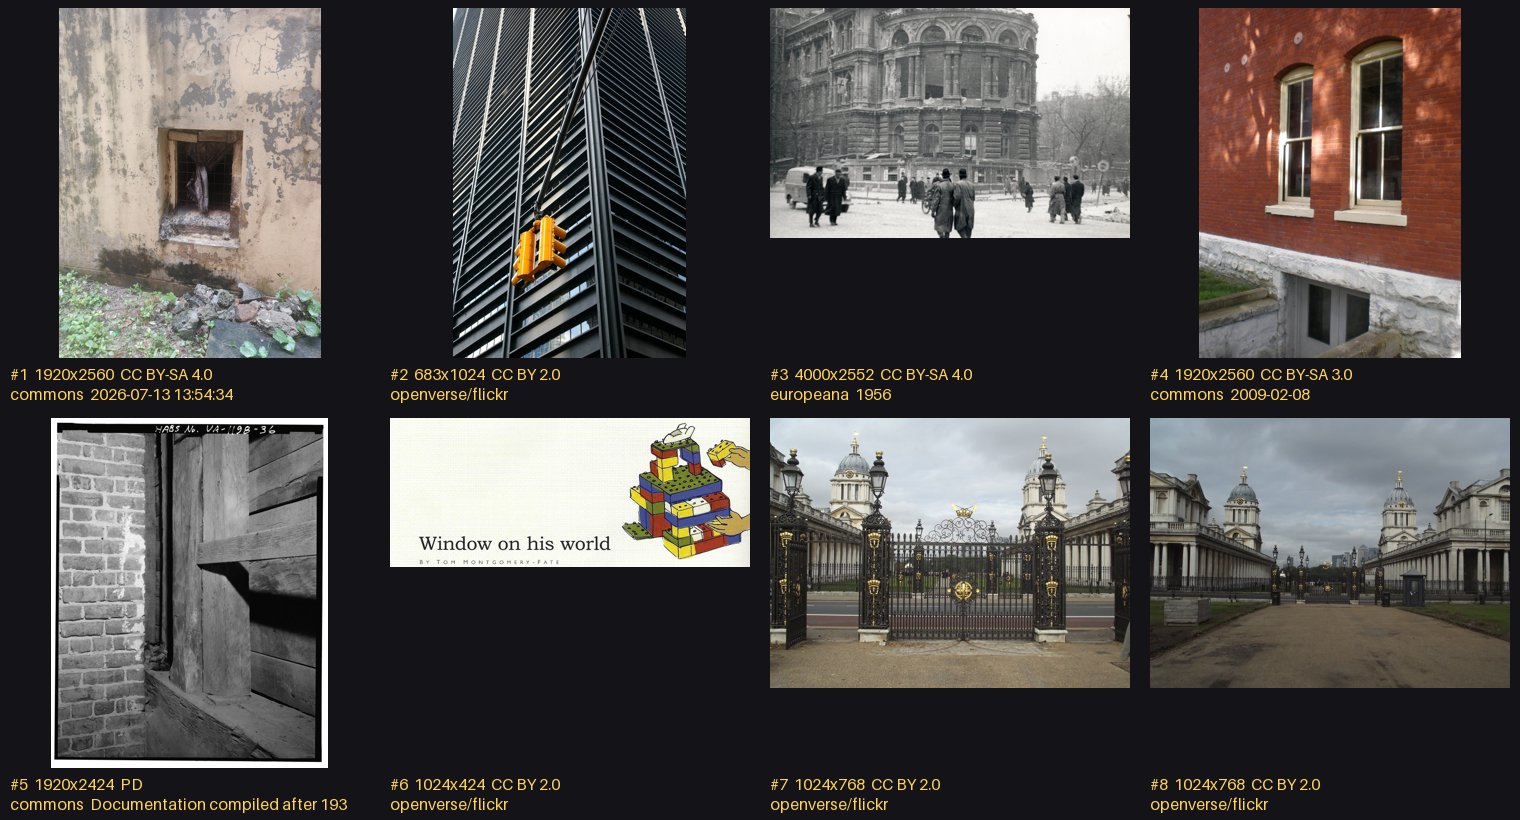 #1 1920x2560 CC BY-SA 4.0
commons 2026-07-13 13:54:34
#2 683x1024 CC BY 2.0
openverse/flickr
#3 4000x2552 CC BY-SA 4.0
europeana 1956
#4 1920x2560 CC BY-SA 3.0
commons 2009-02-08
HABS No. VA-1198-36
Window on his world
BY TOM MONTGOMERY-FATE
#5 1920x2424 PD
commons Documentation compiled after 193
#6 1024x424 CC BY 2.0
openverse/flickr
#7 1024x768 CC BY 2.0
openverse/flickr
#8 1024x768 CC BY 2.0
openverse/flickr